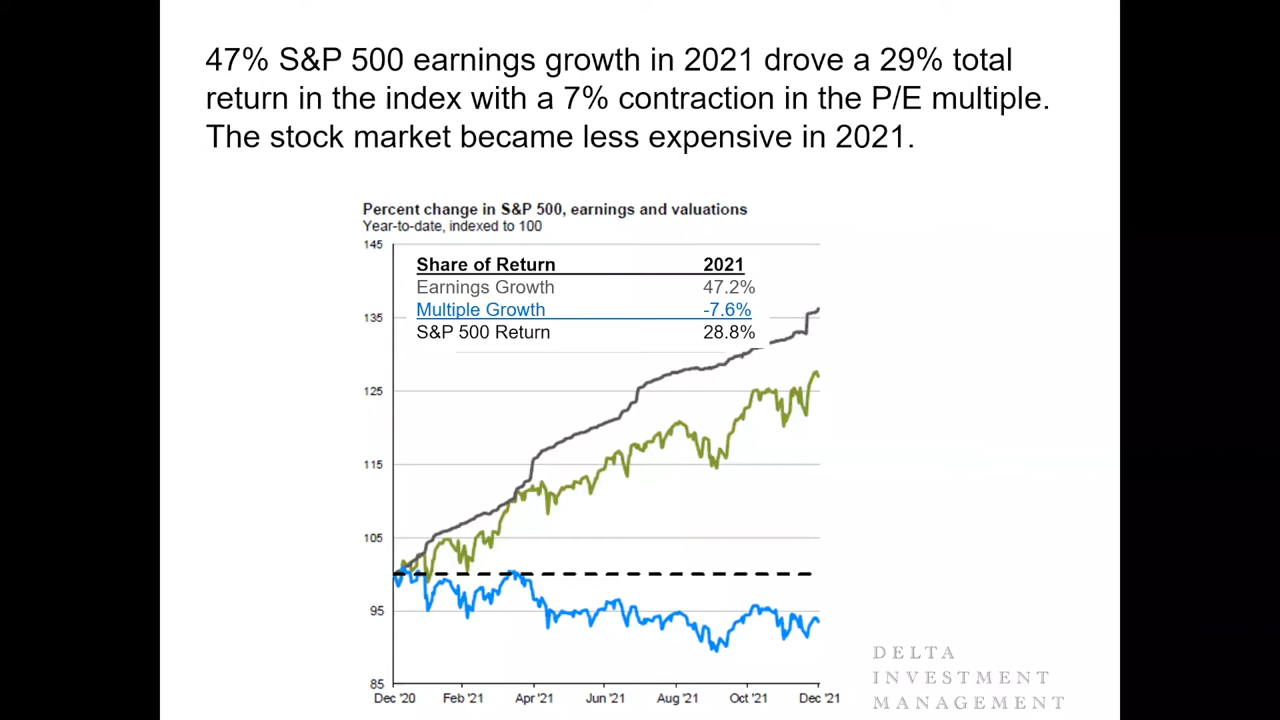 47% S&P 500 earnings growth in 2021 drove a 29% total
return in the index with a 7% contraction in the P/E multiple.
The stock market became less expensive in 2021.
Percent change in S&P 500, earnings and valuations
Year-to-date, indexed to 100
145
Share of Return 2021
Earnings Growth 47.2%
Multiple Growth -7.6%
S&P 500 Return 28.8%
135
125
115
105
95
85
Dec '20 Feb '21 Apr '21 Jun '21 Aug '21 Oct '21 Dec '21
DELTA
INVESTMENT
MANAGEMENT